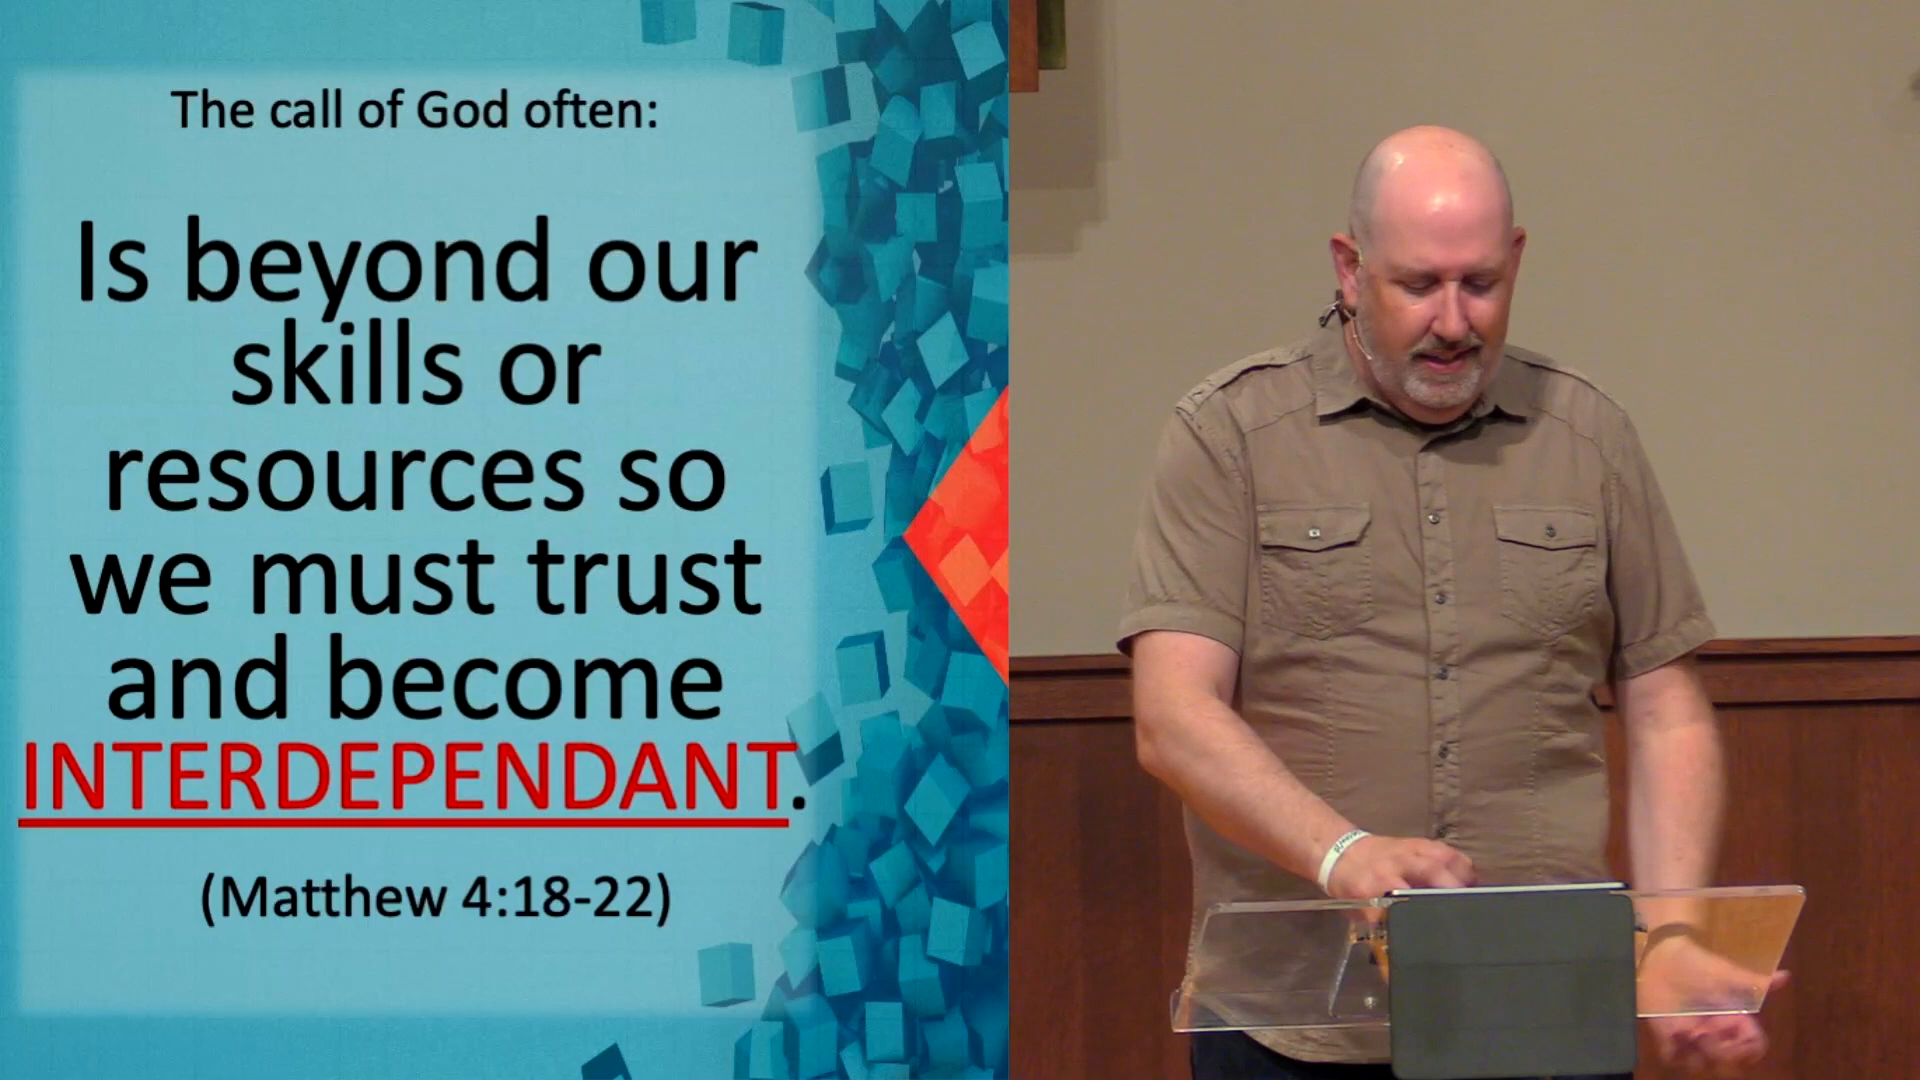 The call of God often:
Is beyond our
skills or
resources so
we must trust
and become
INTERDEPENDANT.
(Matthew 4:18-22)